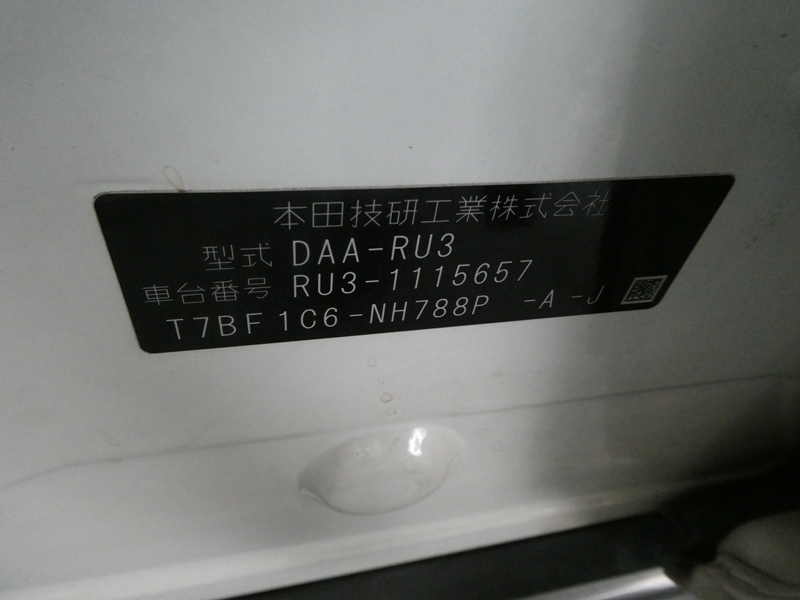 本田技研工業株式会社
型式 DAA-RU3
車台番号 RU3-1115657
T7BF1C6-NH788P -A-J